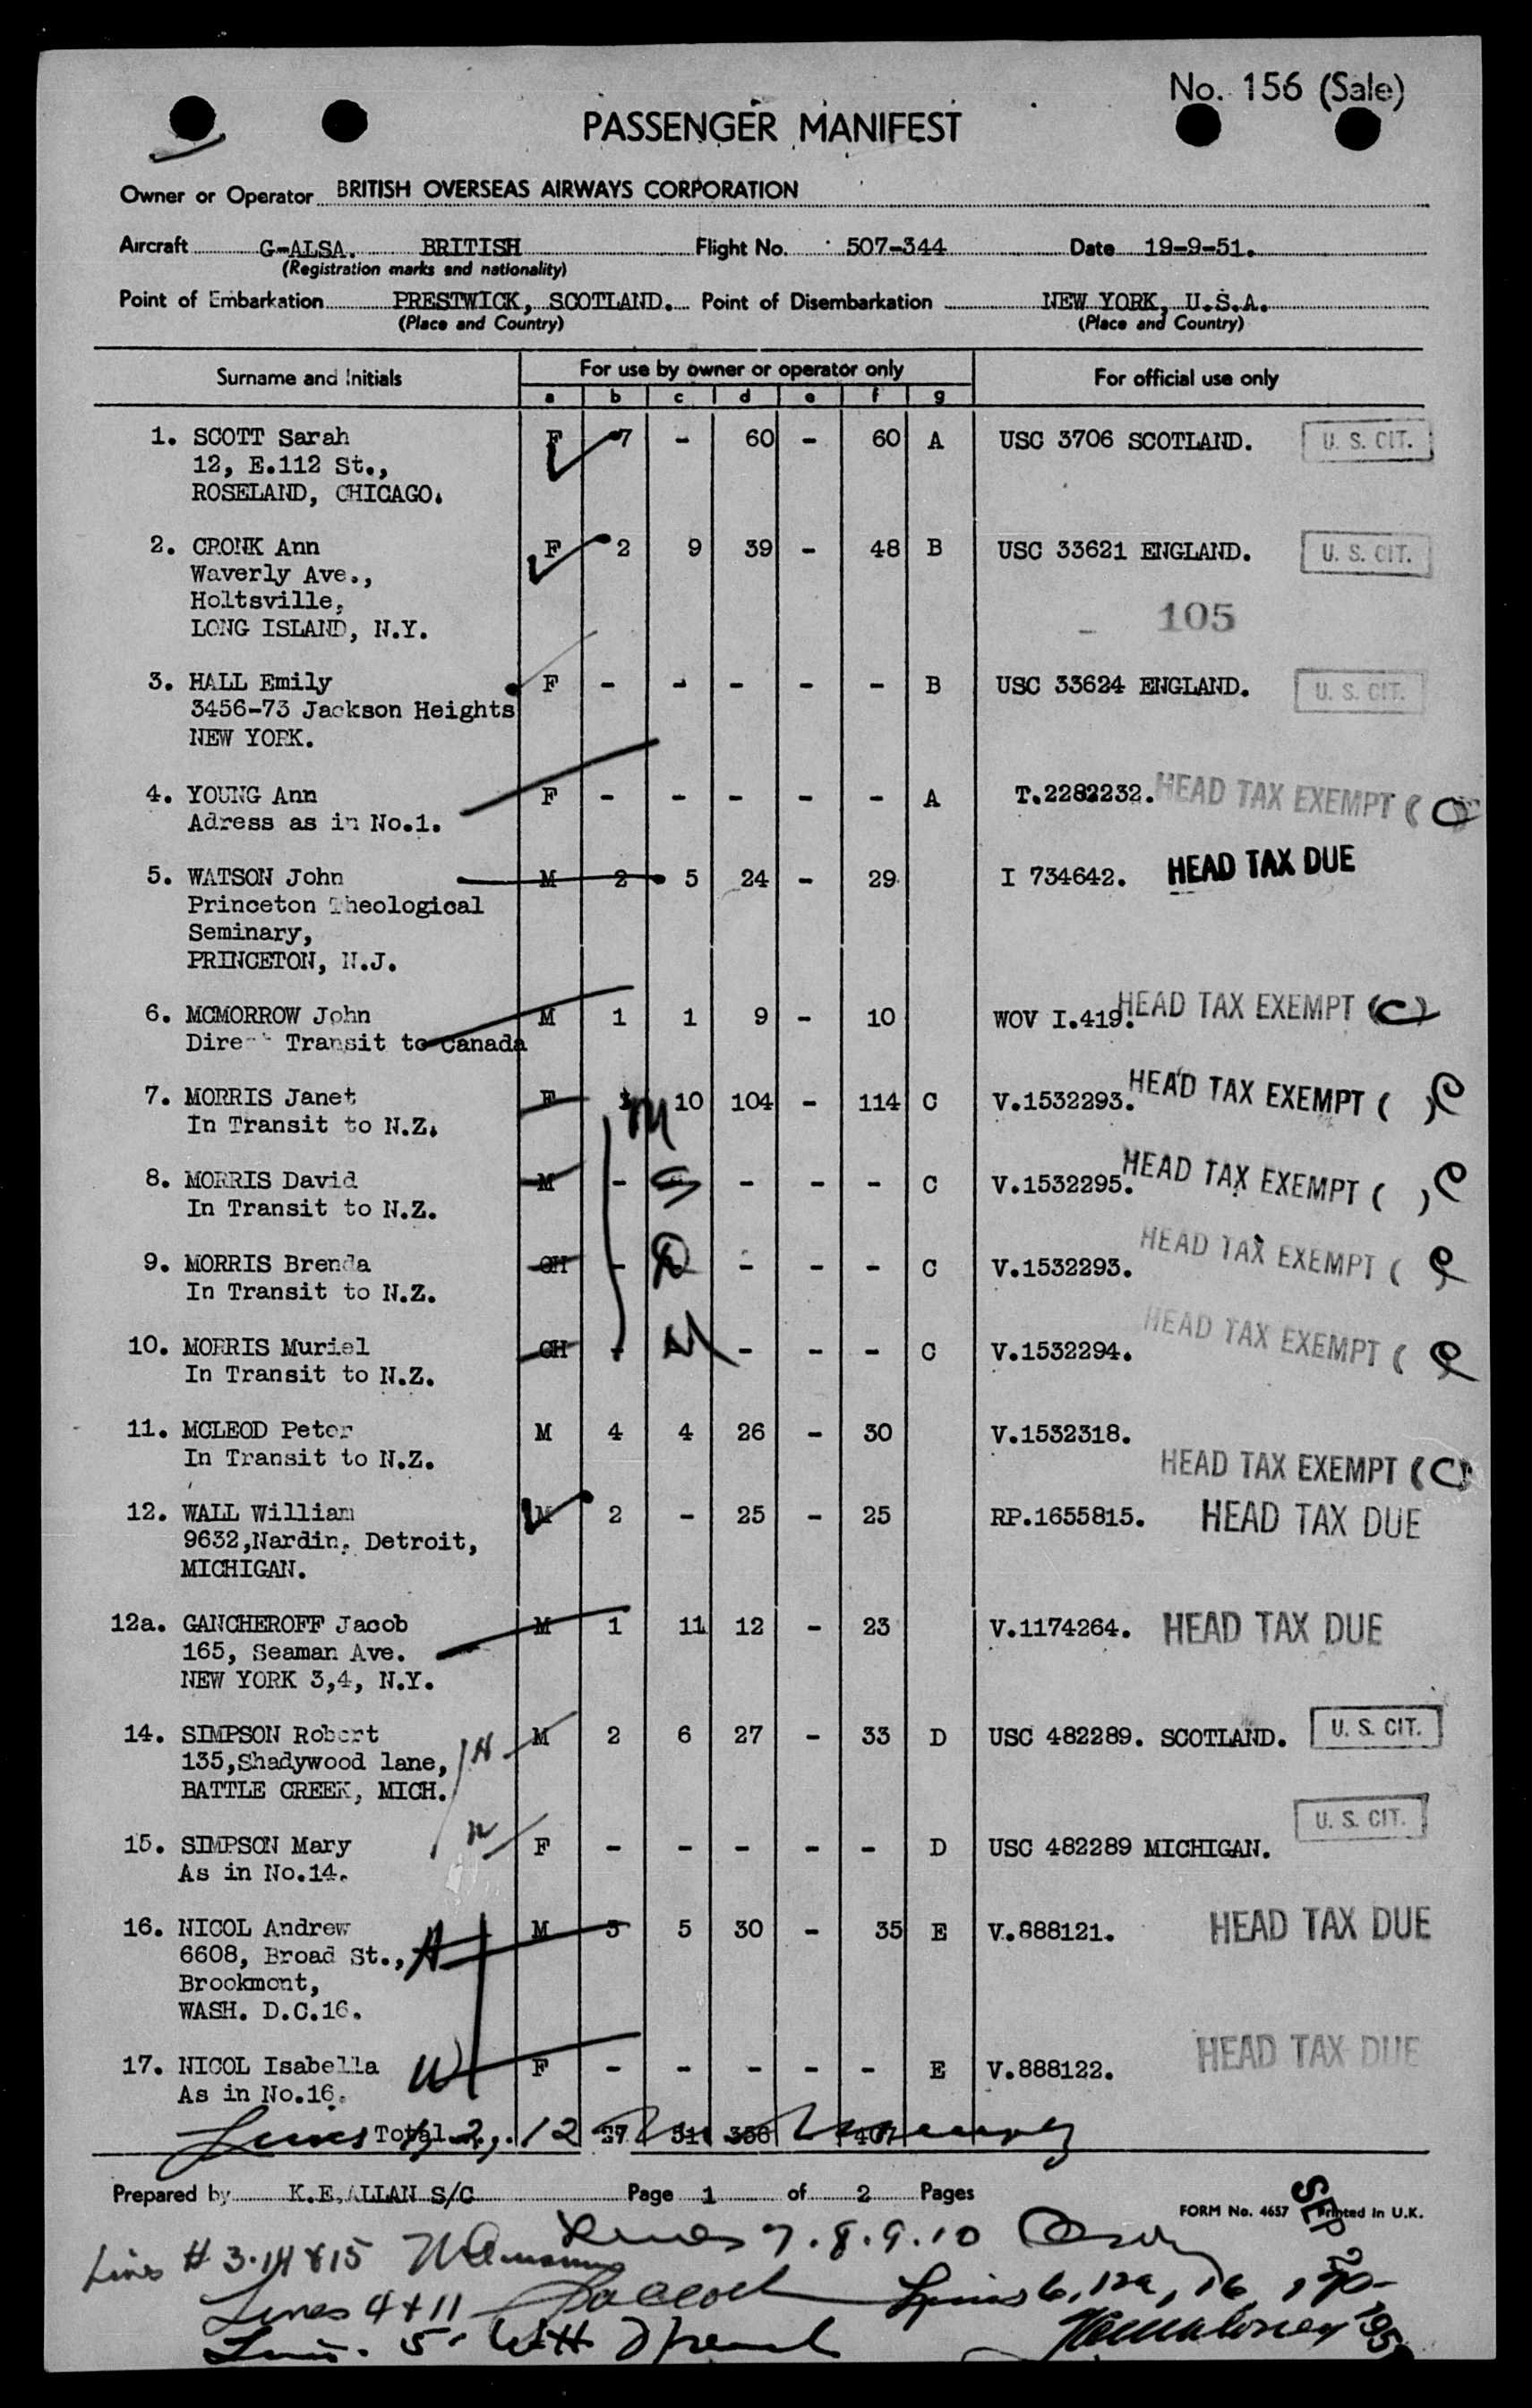 No. 156 (Sale)
PASSENGER MANIFEST
Owner or Operator BRITISH OVERSEAS AIRWAYS CORPORATION
Aircraft G-ALSA. BRITISH Flight No. 507-344 Date 19-9-51.
(Registration marks and nationality)
Point of Embarkation PRESTWICK, SCOTLAND. Point of Disembarkation NEW YORK, U.S.A.
(Place and Country) (Place and Country)
Surname and Initials For use by owner or operator only For official use only
a b c d e f g
1. SCOTT Sarah F 7 - 60 - 60 A USC 3706 SCOTLAND. U. S. CIT.
12, E.112 St.,
ROSELAND, CHICAGO.
2. CRONK Ann F 2 9 39 - 48 B USC 33621 ENGLAND. U. S. CIT.
Waverly Ave.,
Holtsville,
LONG ISLAND, N.Y.
- 105
3. HALL Emily F - - - - - B USC 33624 ENGLAND. U. S. CIT.
3456-73 Jackson Heights
NEW YORK.
4. YOUNG Ann F - - - - - A T.2282232. HEAD TAX EXEMPT (C)
Adress as in No.1.
5. WATSON John M 2 5 24 - 29 I 734642. HEAD TAX DUE
Princeton Theological
Seminary,
PRINCETON, N.J.
6. MCMORROW John M 1 1 9 - 10 WOV I.419. HEAD TAX EXEMPT (C)
Direct Transit to Canada
7. MORRIS Janet F M 10 104 - 114 C V.1532293. HEAD TAX EXEMPT ( )
In Transit to N.Z.
8. MORRIS David M - S - - - C V.1532295. HEAD TAX EXEMPT ( )
In Transit to N.Z.
9. MORRIS Brenda CH - D - - - C V.1532293. HEAD TAX EXEMPT (
In Transit to N.Z.
10. MORRIS Muriel CH - - - - C V.1532294. HEAD TAX EXEMPT (
In Transit to N.Z.
11. MCLEOD Peter M 4 4 26 - 30 V.1532318.
In Transit to N.Z. HEAD TAX EXEMPT (C)
12. WALL William M 2 - 25 - 25 RP.1655815. HEAD TAX DUE
9632,Nardin, Detroit,
MICHIGAN.
12a. GANCHEROFF Jacob M 1 11 12 - 23 V.1174264. HEAD TAX DUE
165, Seaman Ave.
NEW YORK 3,4, N.Y.
14. SIMPSON Robert H M 2 6 27 - 33 D USC 482289. SCOTLAND. U. S. CIT.
135,Shadywood lane,
BATTLE CREEK, MICH.
15. SIMPSON Mary W F - - - - - D USC 482289 MICHIGAN. U. S. CIT.
As in No.14.
16. NICOL Andrew M 3 5 30 - 35 E V.888121. HEAD TAX DUE
6608, Broad St., H
Brookmont,
WASH. D.C.16.
17. NICOL Isabella W F - - - - - E V.888122. HEAD TAX DUE
As in No.16.
Lines Total 1, 2, 12 27 51 356 407
Prepared by K.E.ALLAN S/C Page 1 of 2 Pages
FORM No. 4657 Printed in U.K.
SEP 20 195
Lines 7.8.9.10
Lines # 3.14 & 15
Lines 4 + 11
Lines 6, 12a, 16, 17
Line 5